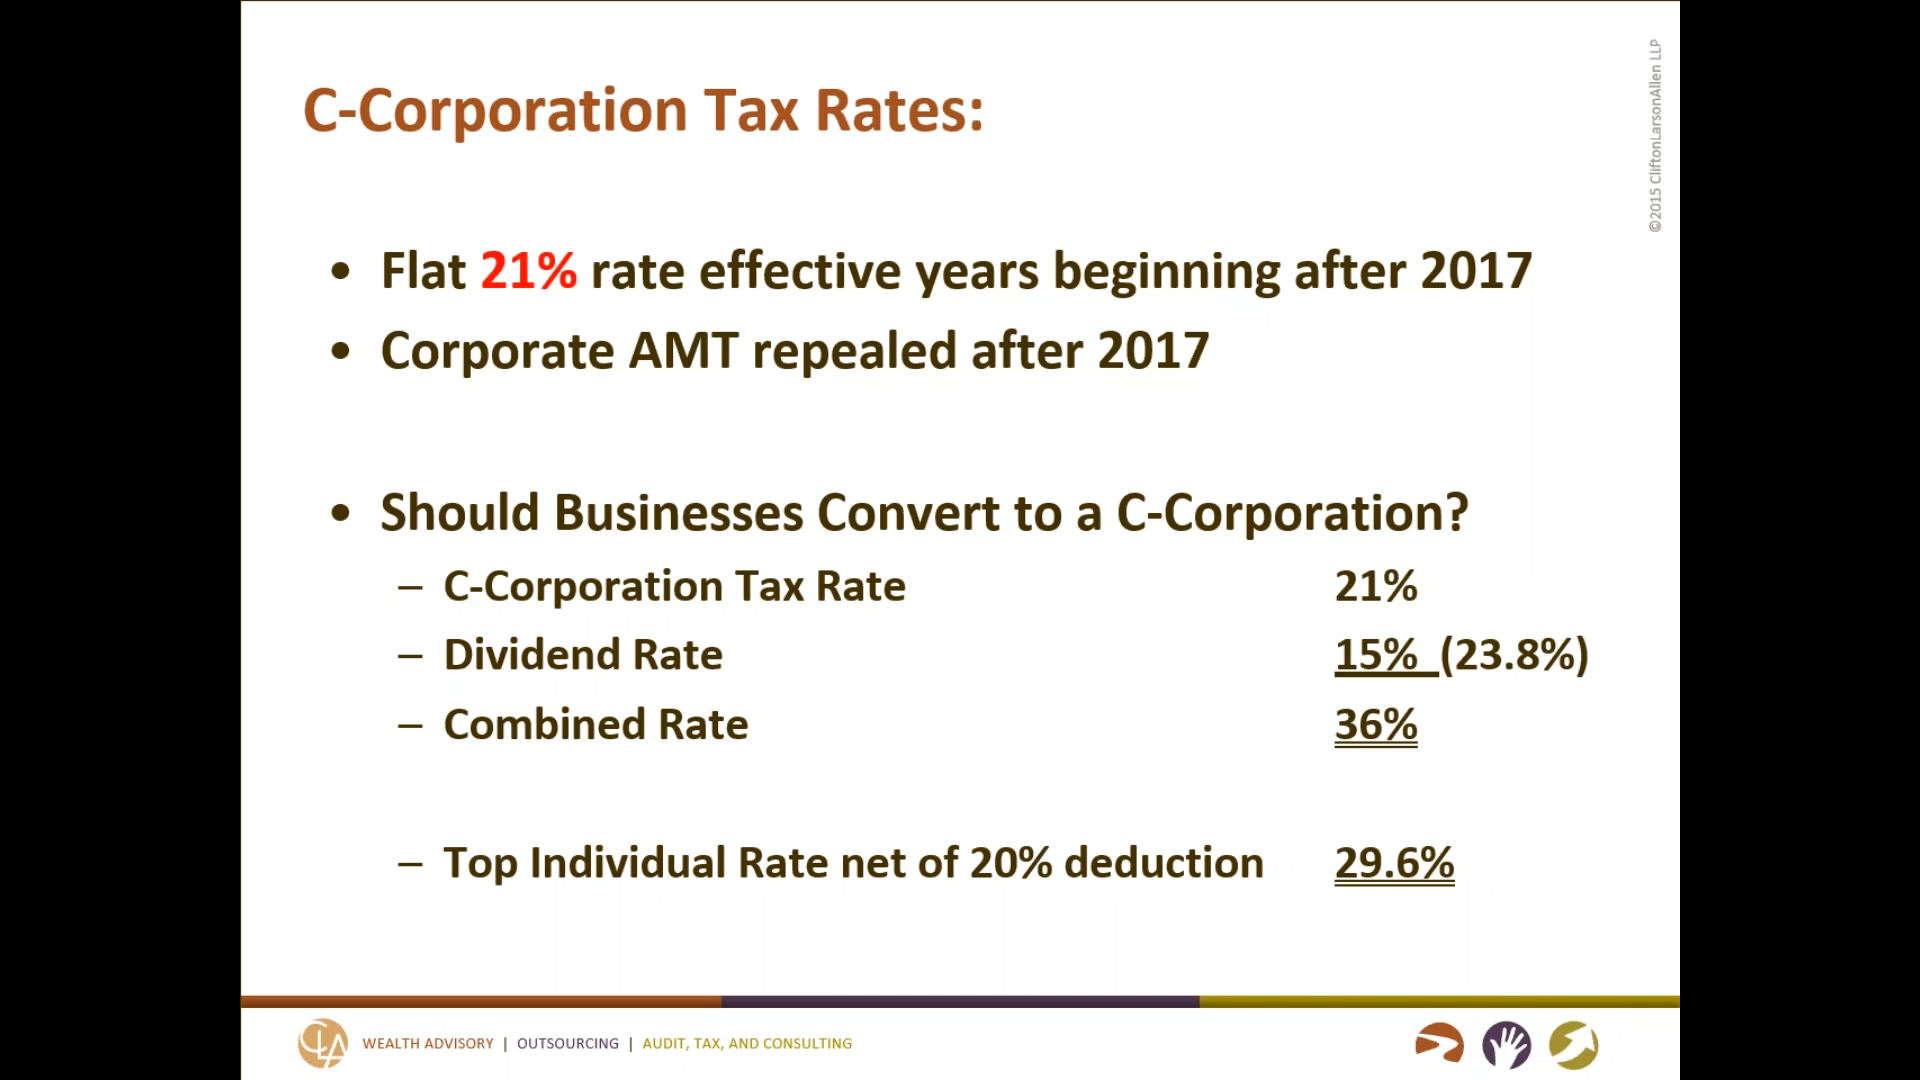 C-Corporation Tax Rates:
©2015 CliftonLarsonAllen LLP
• Flat 21% rate effective years beginning after 2017
• Corporate AMT repealed after 2017
• Should Businesses Convert to a C-Corporation?
– C-Corporation Tax Rate 21%
– Dividend Rate 15% (23.8%)
– Combined Rate 36%
– Top Individual Rate net of 20% deduction 29.6%
CLA WEALTH ADVISORY | OUTSOURCING | AUDIT, TAX, AND CONSULTING